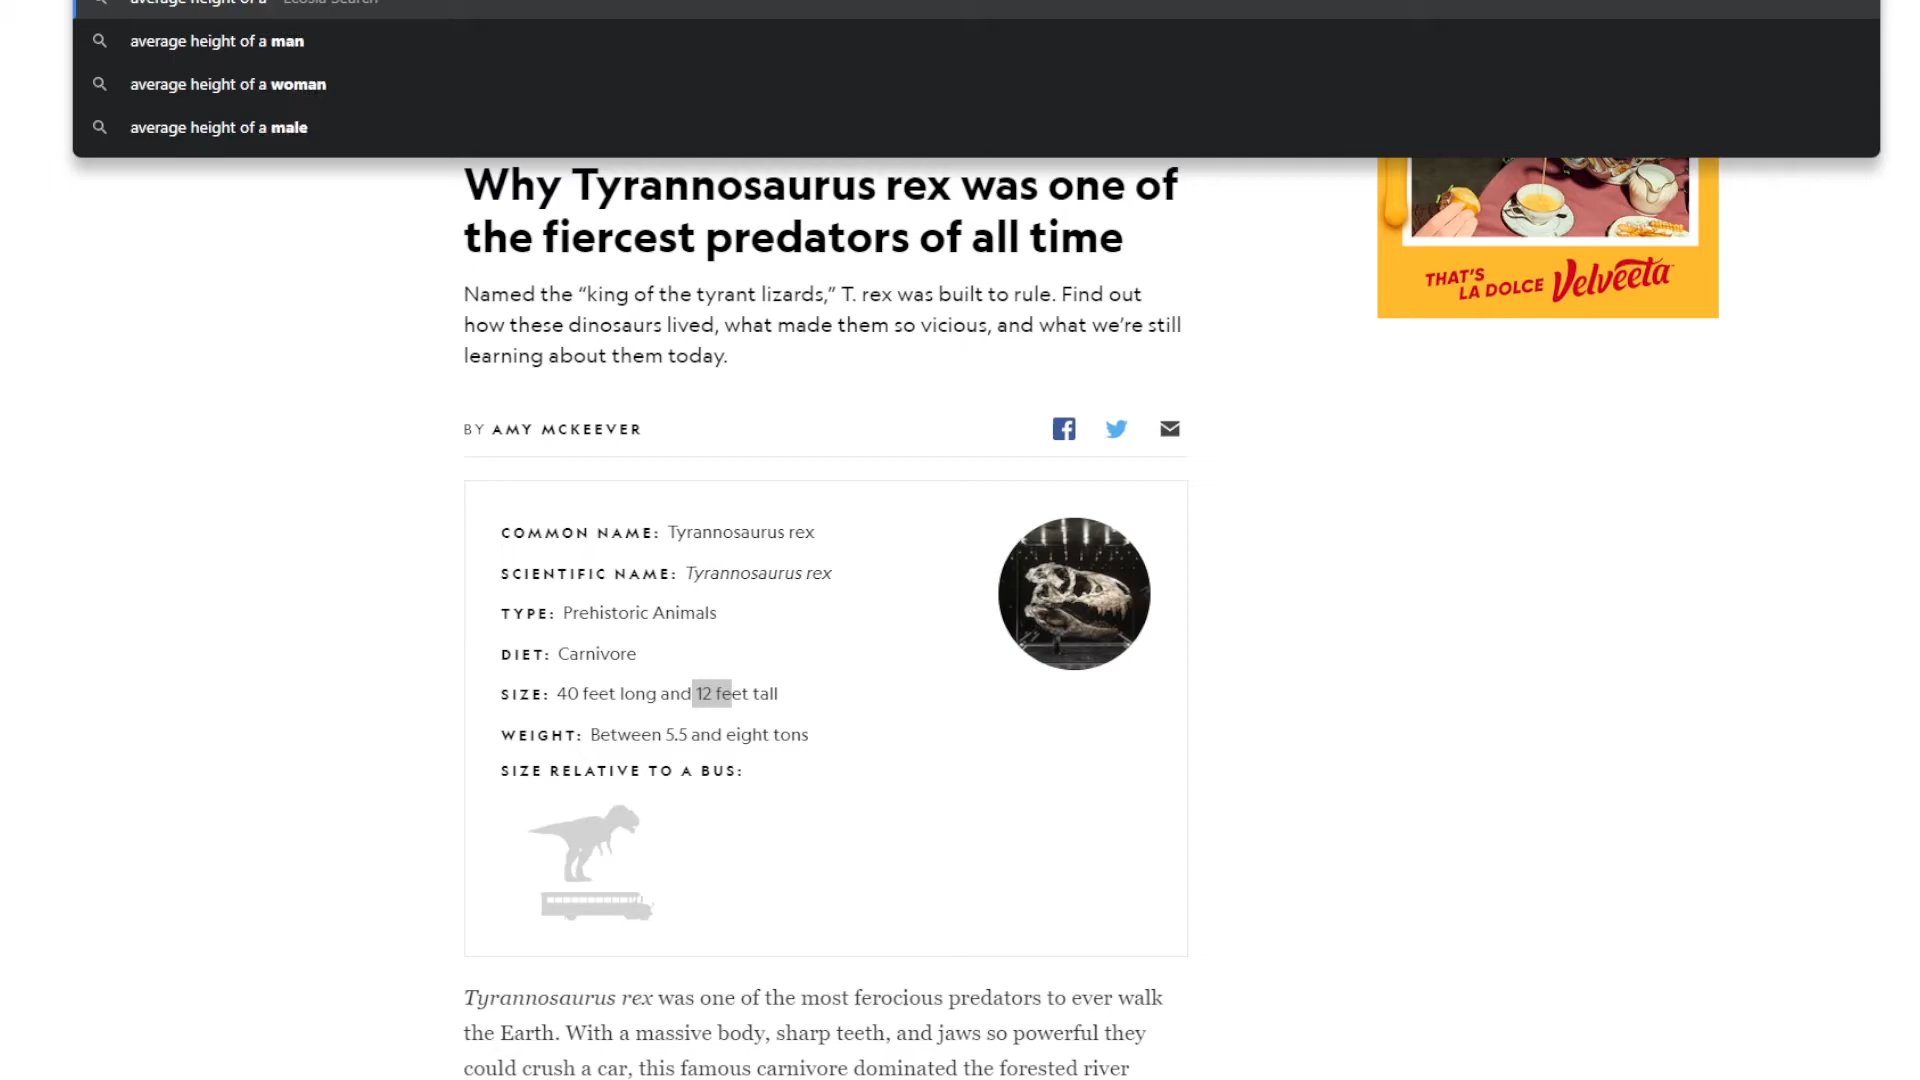 average height of a - Ecosia Search
average height of a man
average height of a woman
average height of a male
Why Tyrannosaurus rex was one of
the fiercest predators of all time
Named the “king of the tyrant lizards,” T. rex was built to rule. Find out
how these dinosaurs lived, what made them so vicious, and what we’re still
learning about them today.
BY AMY MCKEEVER
COMMON NAME: Tyrannosaurus rex
SCIENTIFIC NAME: Tyrannosaurus rex
TYPE: Prehistoric Animals
DIET: Carnivore
SIZE: 40 feet long and 12 feet tall
WEIGHT: Between 5.5 and eight tons
SIZE RELATIVE TO A BUS:
Tyrannosaurus rex was one of the most ferocious predators to ever walk
the Earth. With a massive body, sharp teeth, and jaws so powerful they
could crush a car, this famous carnivore dominated the forested river
THAT'S
LA DOLCE Velveeta